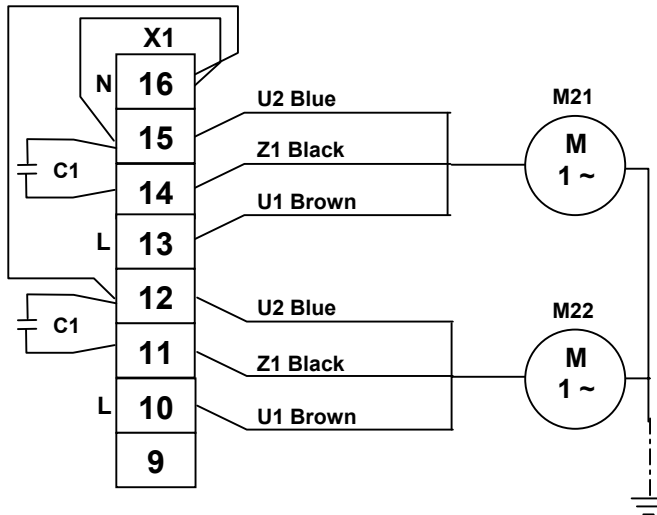 X1
N 16
15
14
L 13
12
11
L 10
9
C1
C1
U2 Blue
Z1 Black
U1 Brown
U2 Blue
Z1 Black
U1 Brown
M21
M
1 ~
M22
M
1 ~